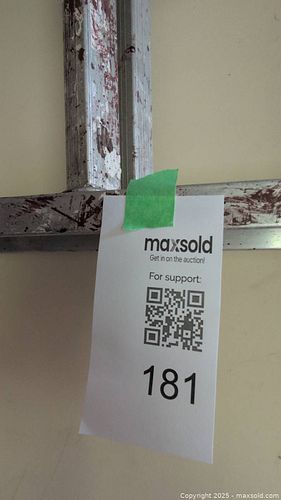 maxsold
Get in on the auction!
For support:
181
Copyright 2025 - maxsold.com